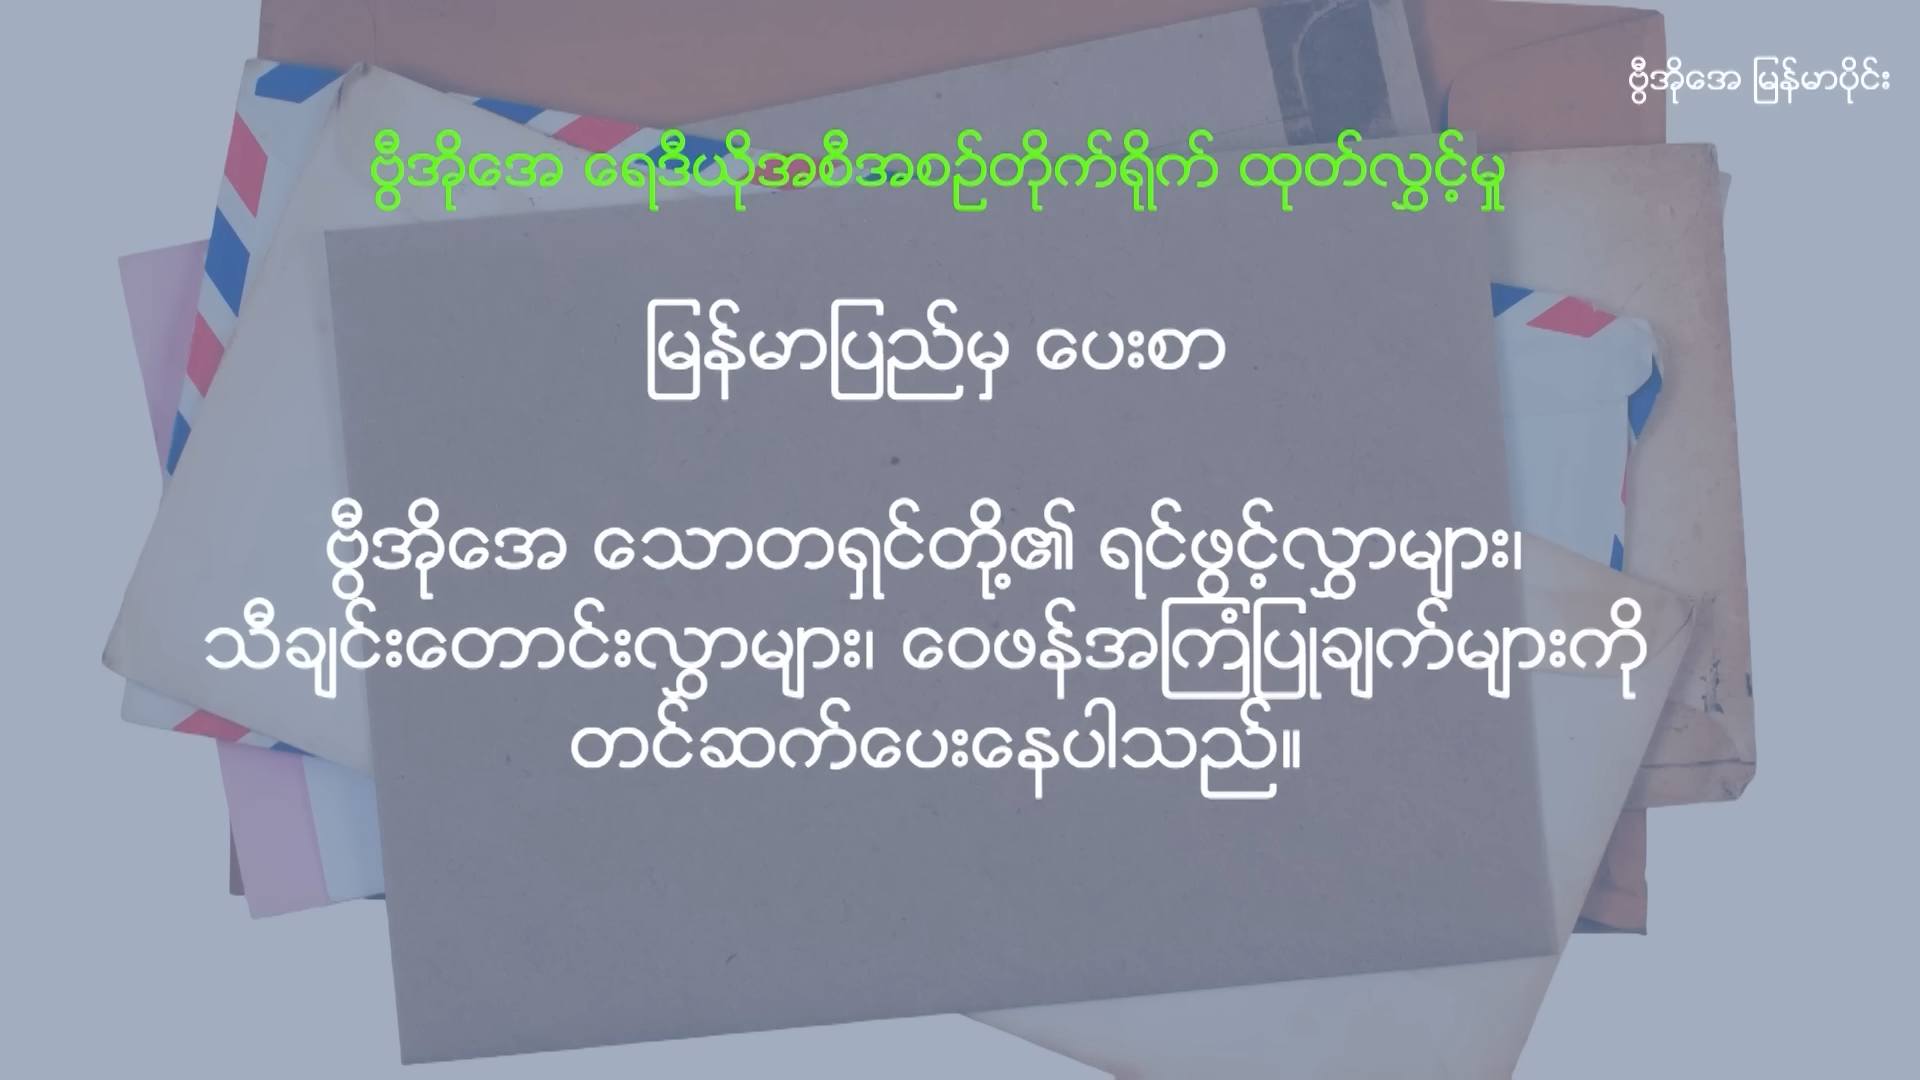 ဗွီအိုအေ မြန်မာပိုင်း
ဗွီအိုအေ ရေဒီယိုအစီအစဉ်တိုက်ရိုက် ထုတ်လွှင့်မှု
မြန်မာပြည်မှ ပေးစာ
ဗွီအိုအေ သောတရှင်တို့၏ ရင်ဖွင့်လွှာများ၊
သီချင်းတောင်းလွှာများ၊ ဝေဖန်အကြံပြုချက်များကို
တင်ဆက်ပေးနေပါသည်။